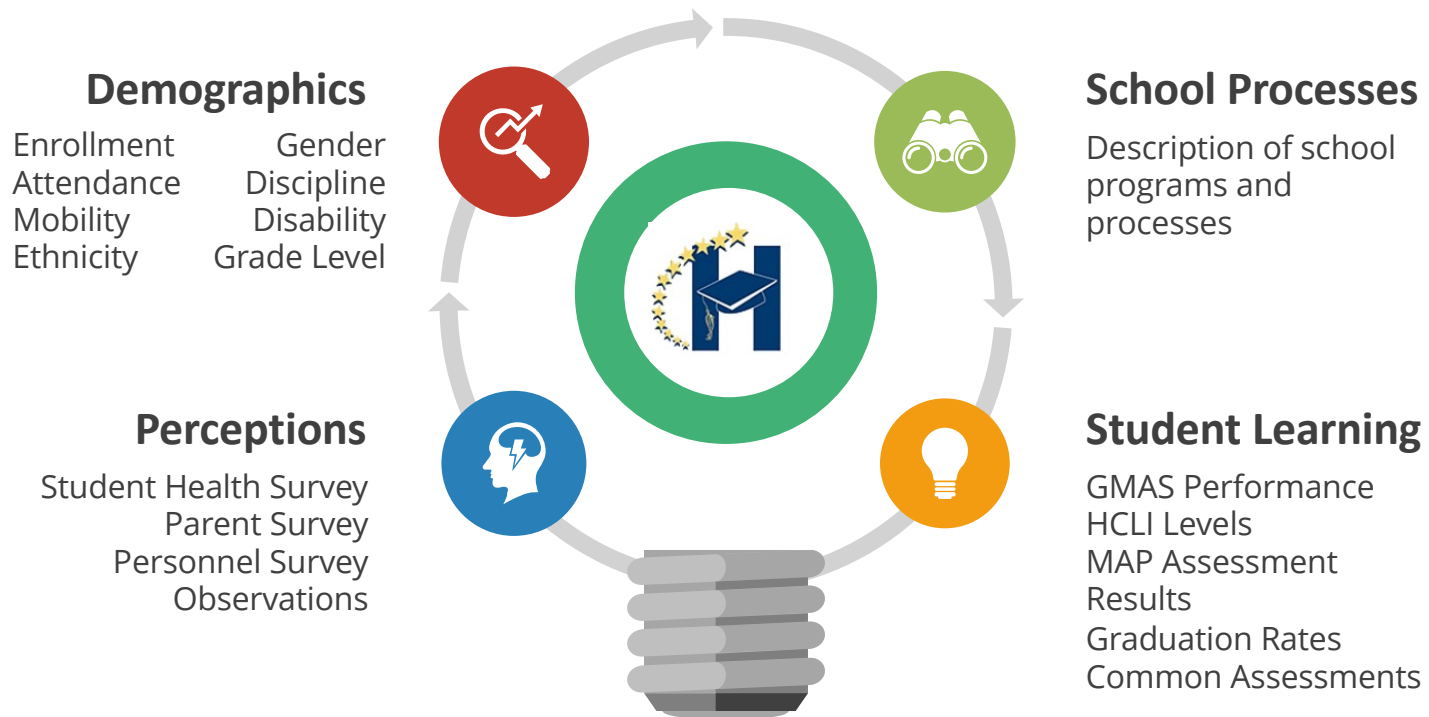 Demographics
Enrollment Gender
Attendance Discipline
Mobility Disability
Ethnicity Grade Level
School Processes
Description of school
programs and
processes
Perceptions
Student Health Survey
Parent Survey
Personnel Survey
Observations
Student Learning
GMAS Performance
HCLI Levels
MAP Assessment
Results
Graduation Rates
Common Assessments
H